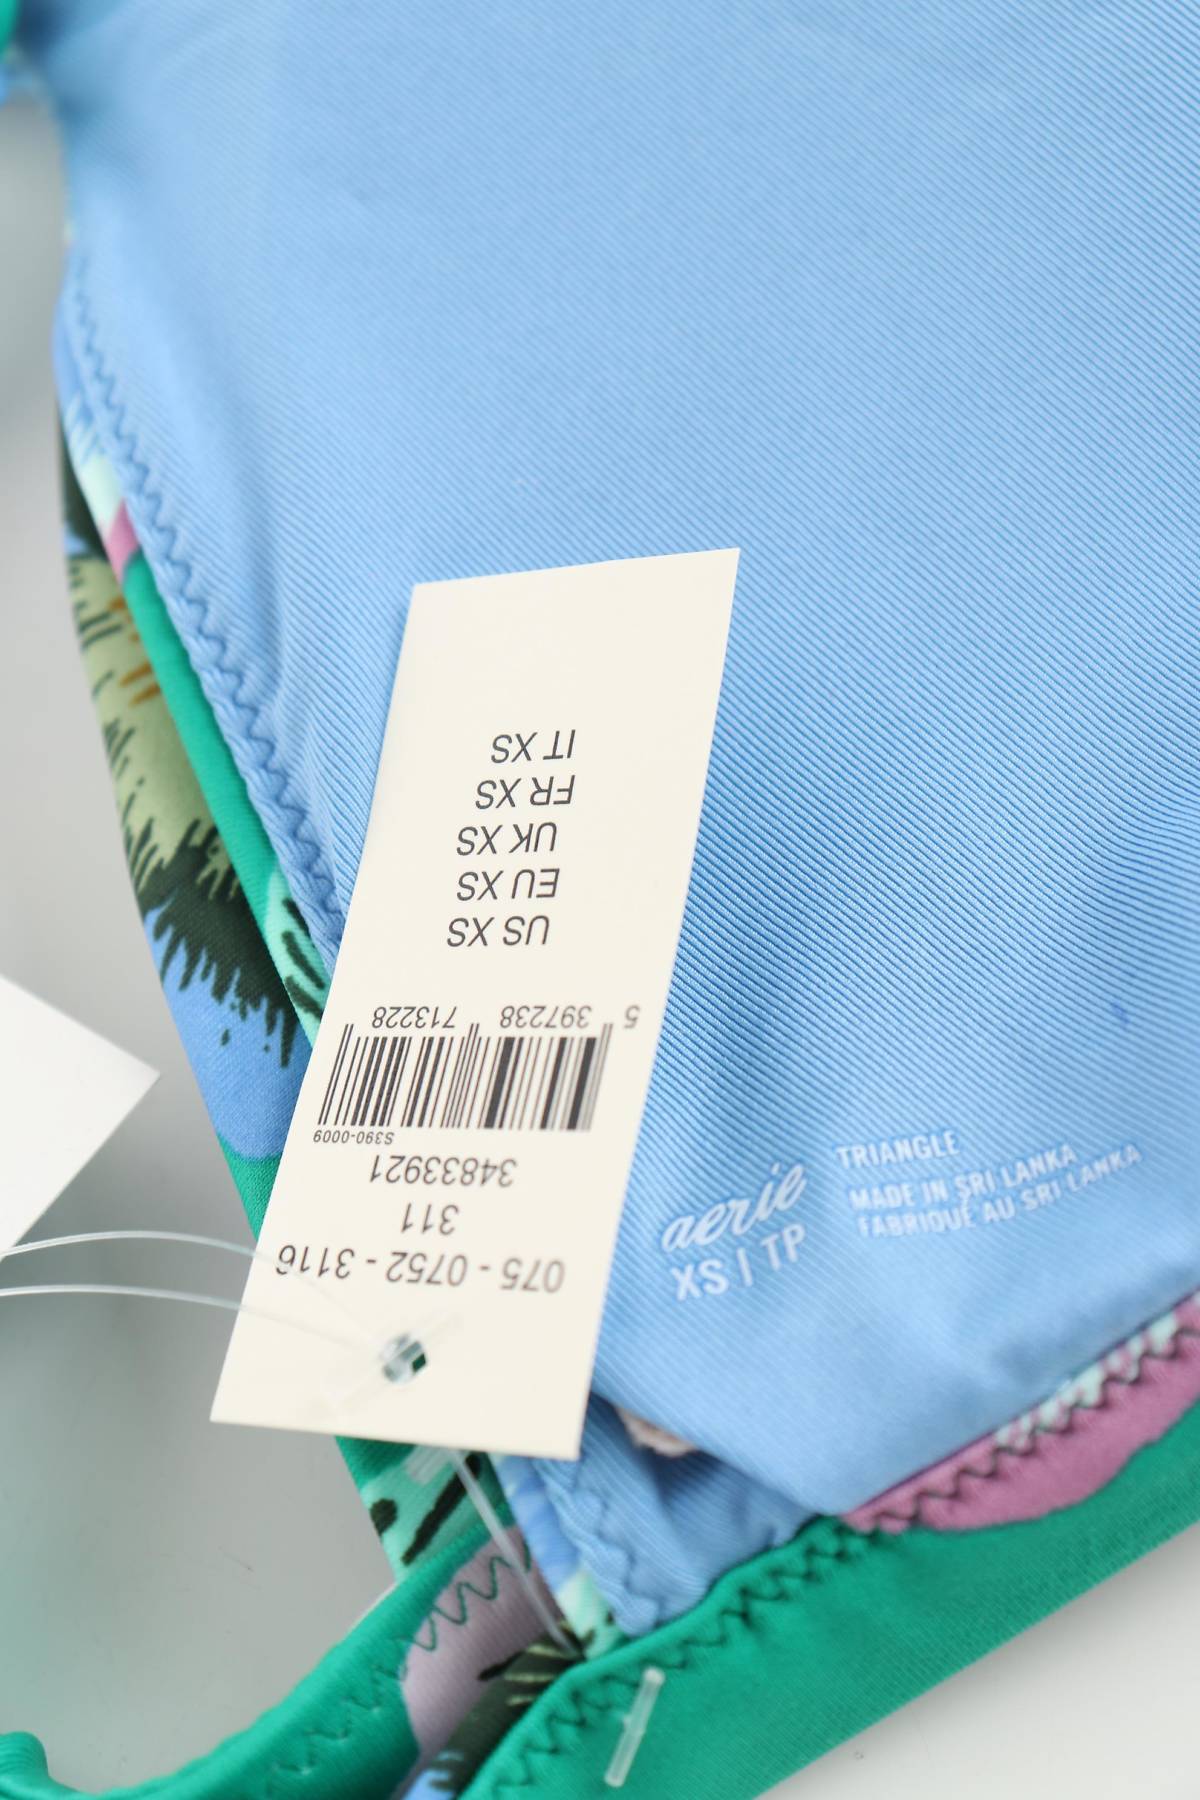 075 - 0752 - 3116
311
34833921
S390-0009
5 397238 713228
US XS
EU XS
UK XS
FR XS
IT XS
aerie
XS | TP
TRIANGLE
MADE IN SRI LANKA
FABRIQUÉ AU SRI LANKA